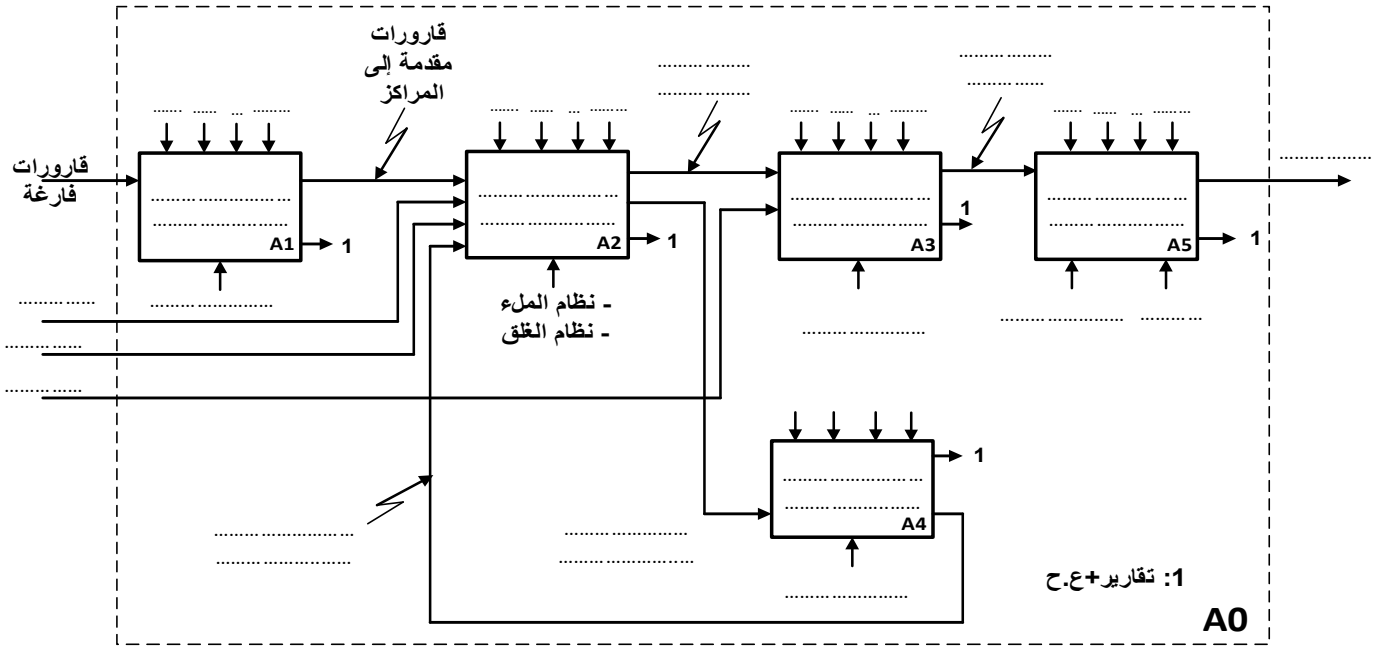 قارورات
مقدمة إلى
المراكز
قارورات
فارغة
A1
1
A2
1
A3
1
A5
1
- نظام الملء
- نظام الغلق
A4
1
1: تقارير+ع.ح
A0